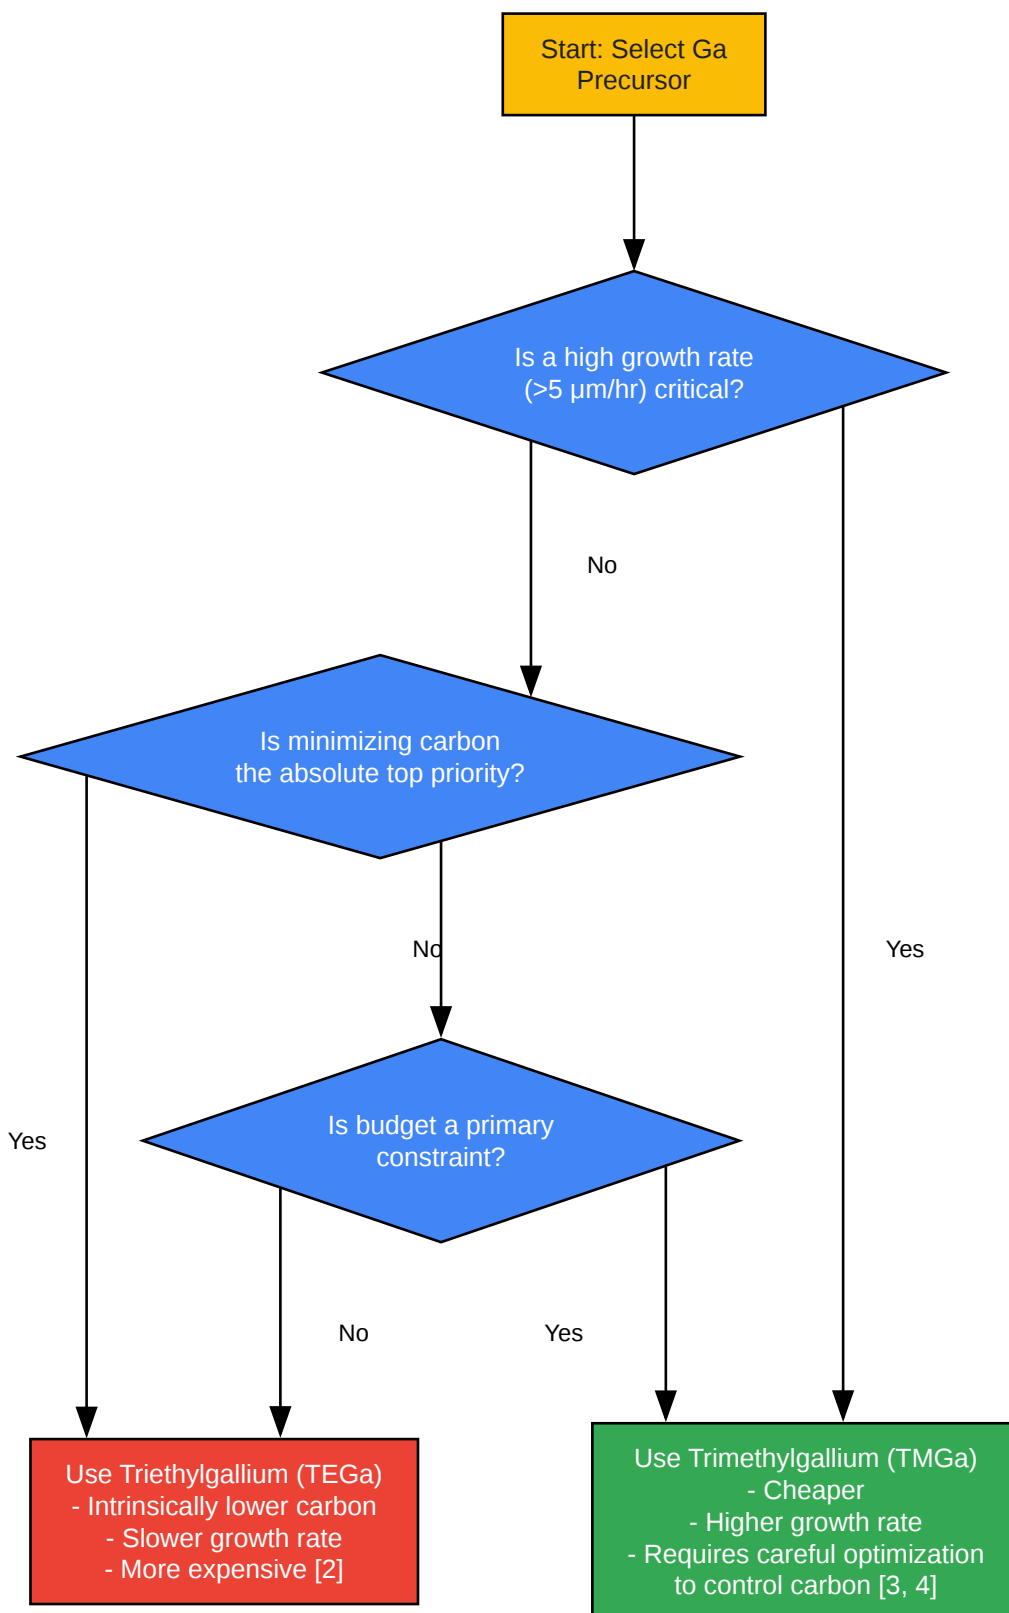 Start: Select Ga
Precursor
Is a high growth rate
(>5 μm/hr) critical?
No
Is minimizing carbon
the absolute top priority?
No
Yes
Is budget a primary
constraint?
Yes
No
Yes
Use Triethylgallium (TEGa)
- Intrinsically lower carbon
- Slower growth rate
- More expensive [2]
Use Trimethylgallium (TMGa)
- Cheaper
- Higher growth rate
- Requires careful optimization
to control carbon [3, 4]